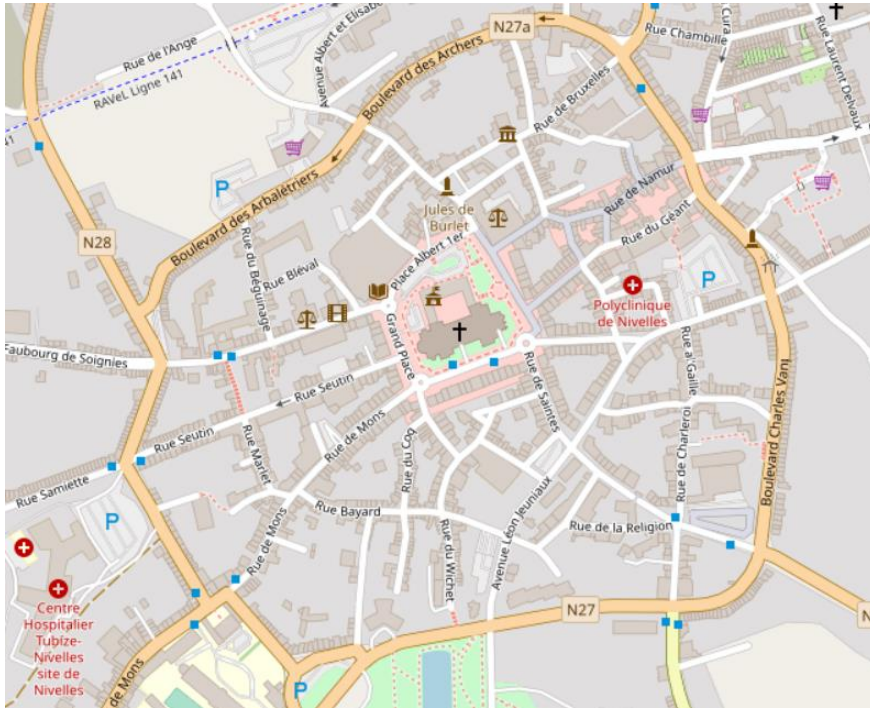 N27a
Rue Chambille
Cura
Rue Laurent Delvaux
Rue de l'Ange
Avenue Albert et Elisabe
Boulevard des Archers
Rue de Bruxelles
RAVeL Ligne 141
41
P
Rue de Namur
Jules de
Burlet
Boulevard des Arbalétriers
Rue du Géant
N28
Place Albert 1er
Rue du Béguinage
Rue Bléval
P
Polyclinique
de Nivelles
Grand Place
Faubourg de Soignies
Rue Seutin
Rue de Saintes
Rue à Gaille
Boulevard Charles Van
Rue Seutin
Rue de Mons
Rue Marlet
Rue du Coq
Rue de Charleroi
Rue Samiette
P
Rue Bayard
Avenue Léon Jeuniaux
Rue de la Religion
Rue de Mons
Rue du Wichet
Centre
Hospitalier
Tubize-
Nivelles
site de
Nivelles
N27
N
de Mons
P